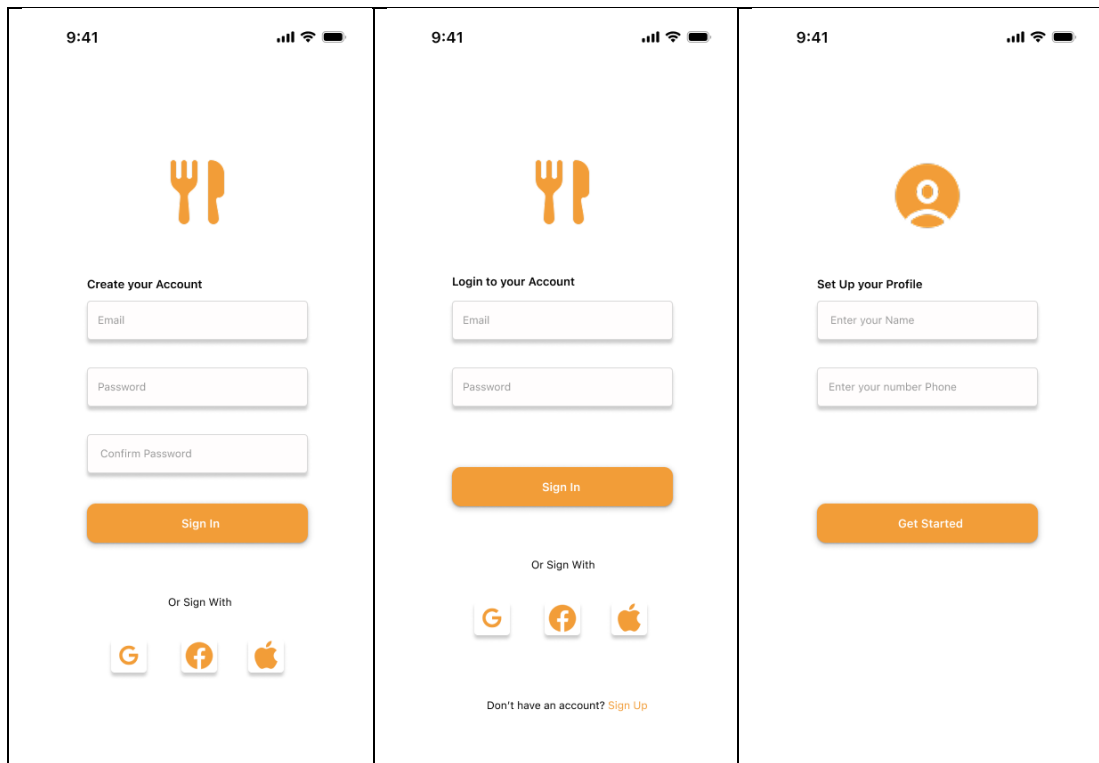 9:41
Create your Account
Email
Password
Confirm Password
Sign In
Or Sign With
G
9:41
Login to your Account
Email
Password
Sign In
Or Sign With
G
Don't have an account? Sign Up
9:41
Set Up your Profile
Enter your Name
Enter your number Phone
Get Started